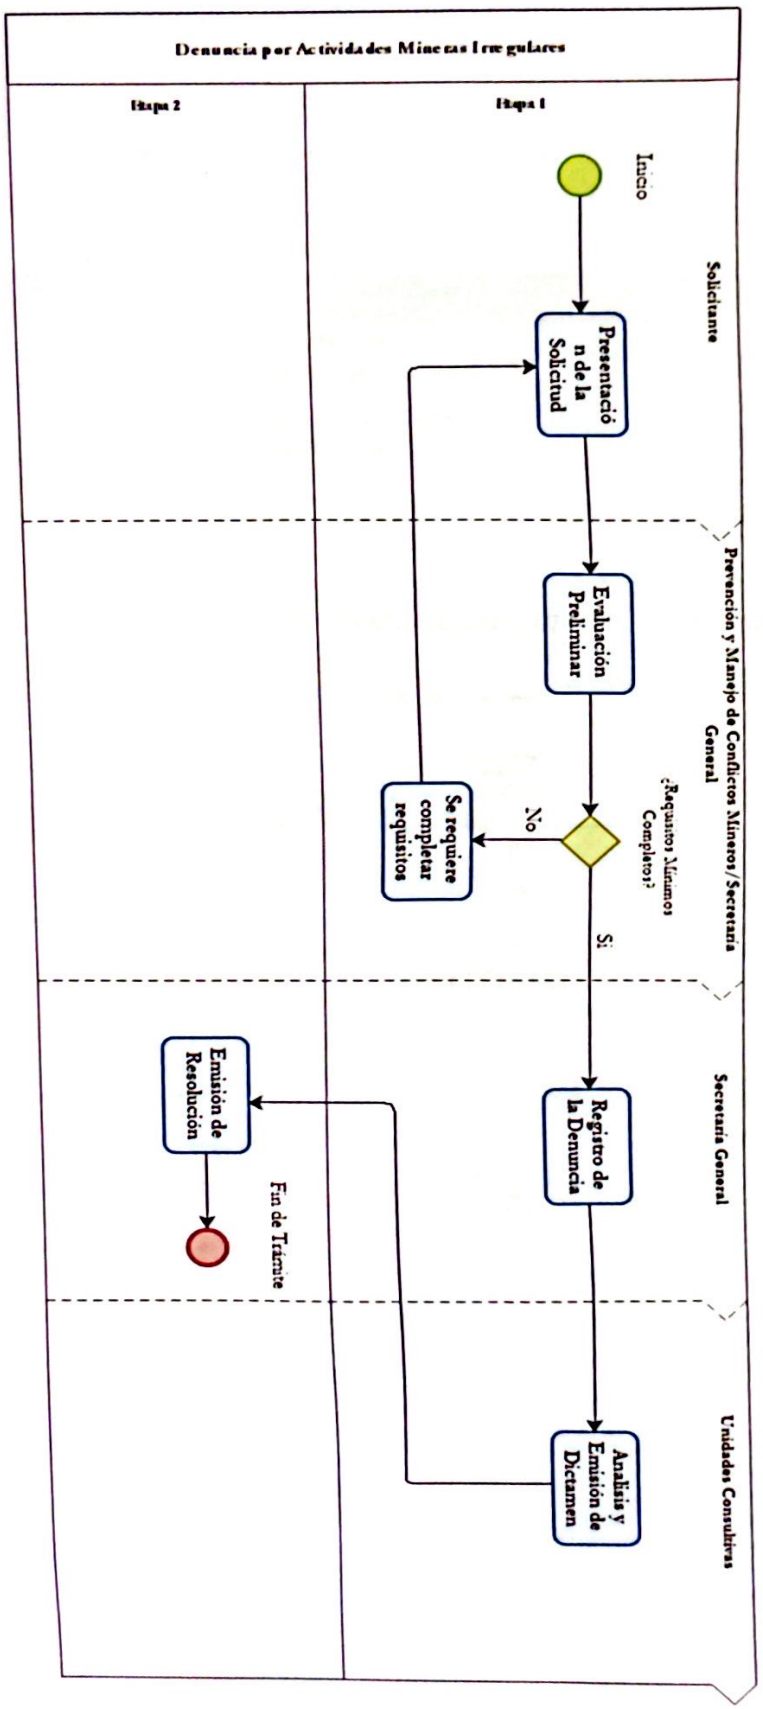 Denuncia por Actividades Mineras Irregulares
Etapa 1
Etapa 2
Solicitante
Prevención y Manejo de Conflictos Mineros/Secretaría
General
Secretaría General
Unidades Consultivas
Inicio
Presentació
n de la
Solicitud
Evaluación
Preliminar
¿Requisitos Mínimos
Completos?
No
Si
Se requiere
completar
requisitos
Registro de
la Denuncia
Analisis y
Emisión de
Dictamen
Emisión de
Resolución
Fin de Trámite